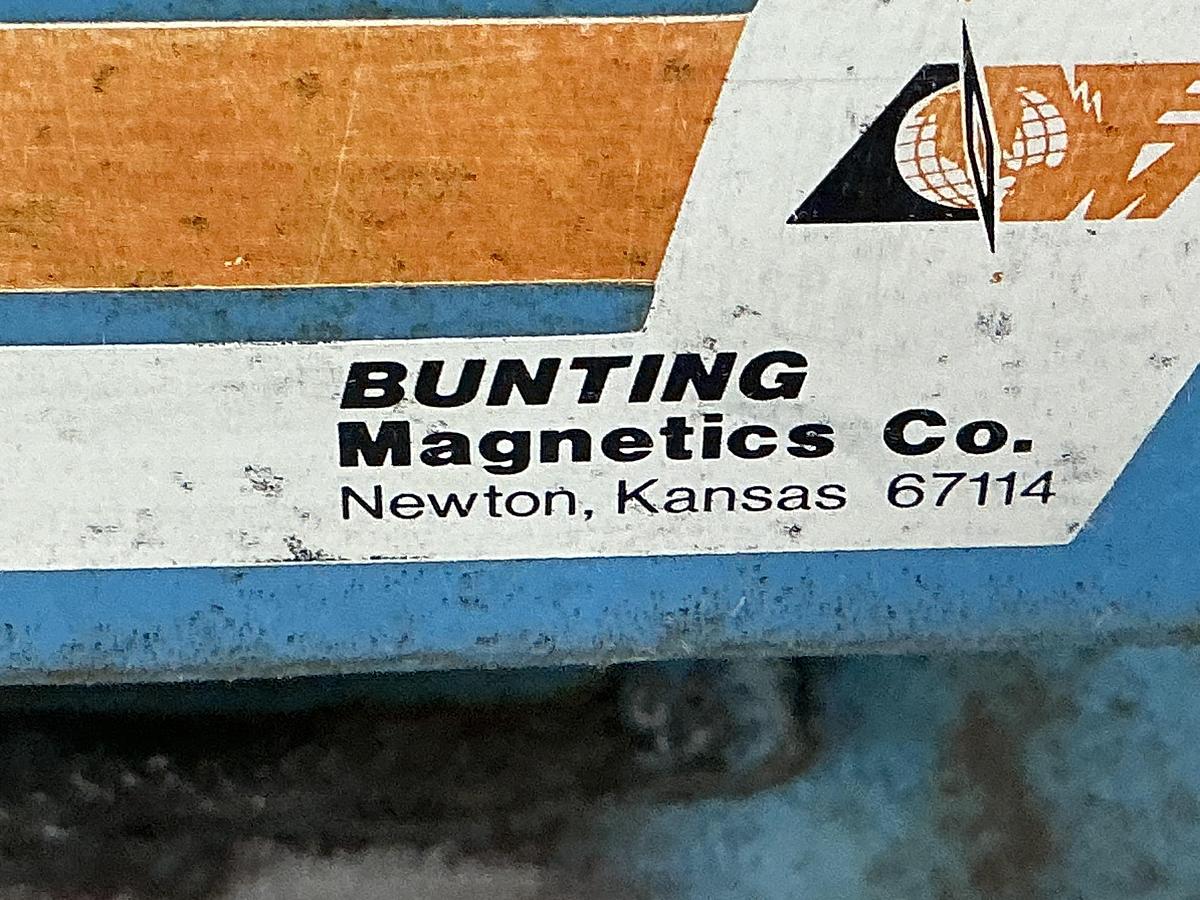 BUNTING
Magnetics Co.
Newton, Kansas 67114